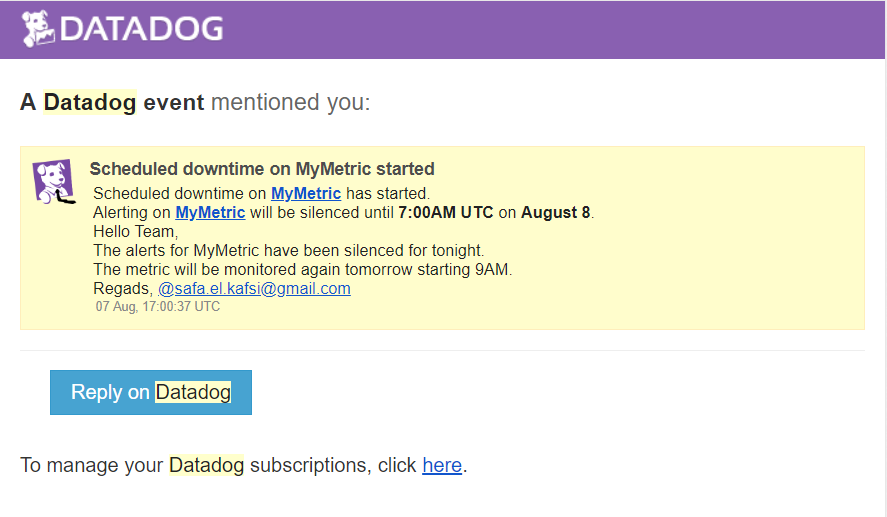 DATADOG
A Datadog event mentioned you:
Scheduled downtime on MyMetric started
Scheduled downtime on MyMetric has started.
Alerting on MyMetric will be silenced until 7:00AM UTC on August 8.
Hello Team,
The alerts for MyMetric have been silenced for tonight.
The metric will be monitored again tomorrow starting 9AM.
Regads, @safa.el.kafsi@gmail.com
07 Aug, 17:00:37 UTC
Reply on Datadog
To manage your Datadog subscriptions, click here.